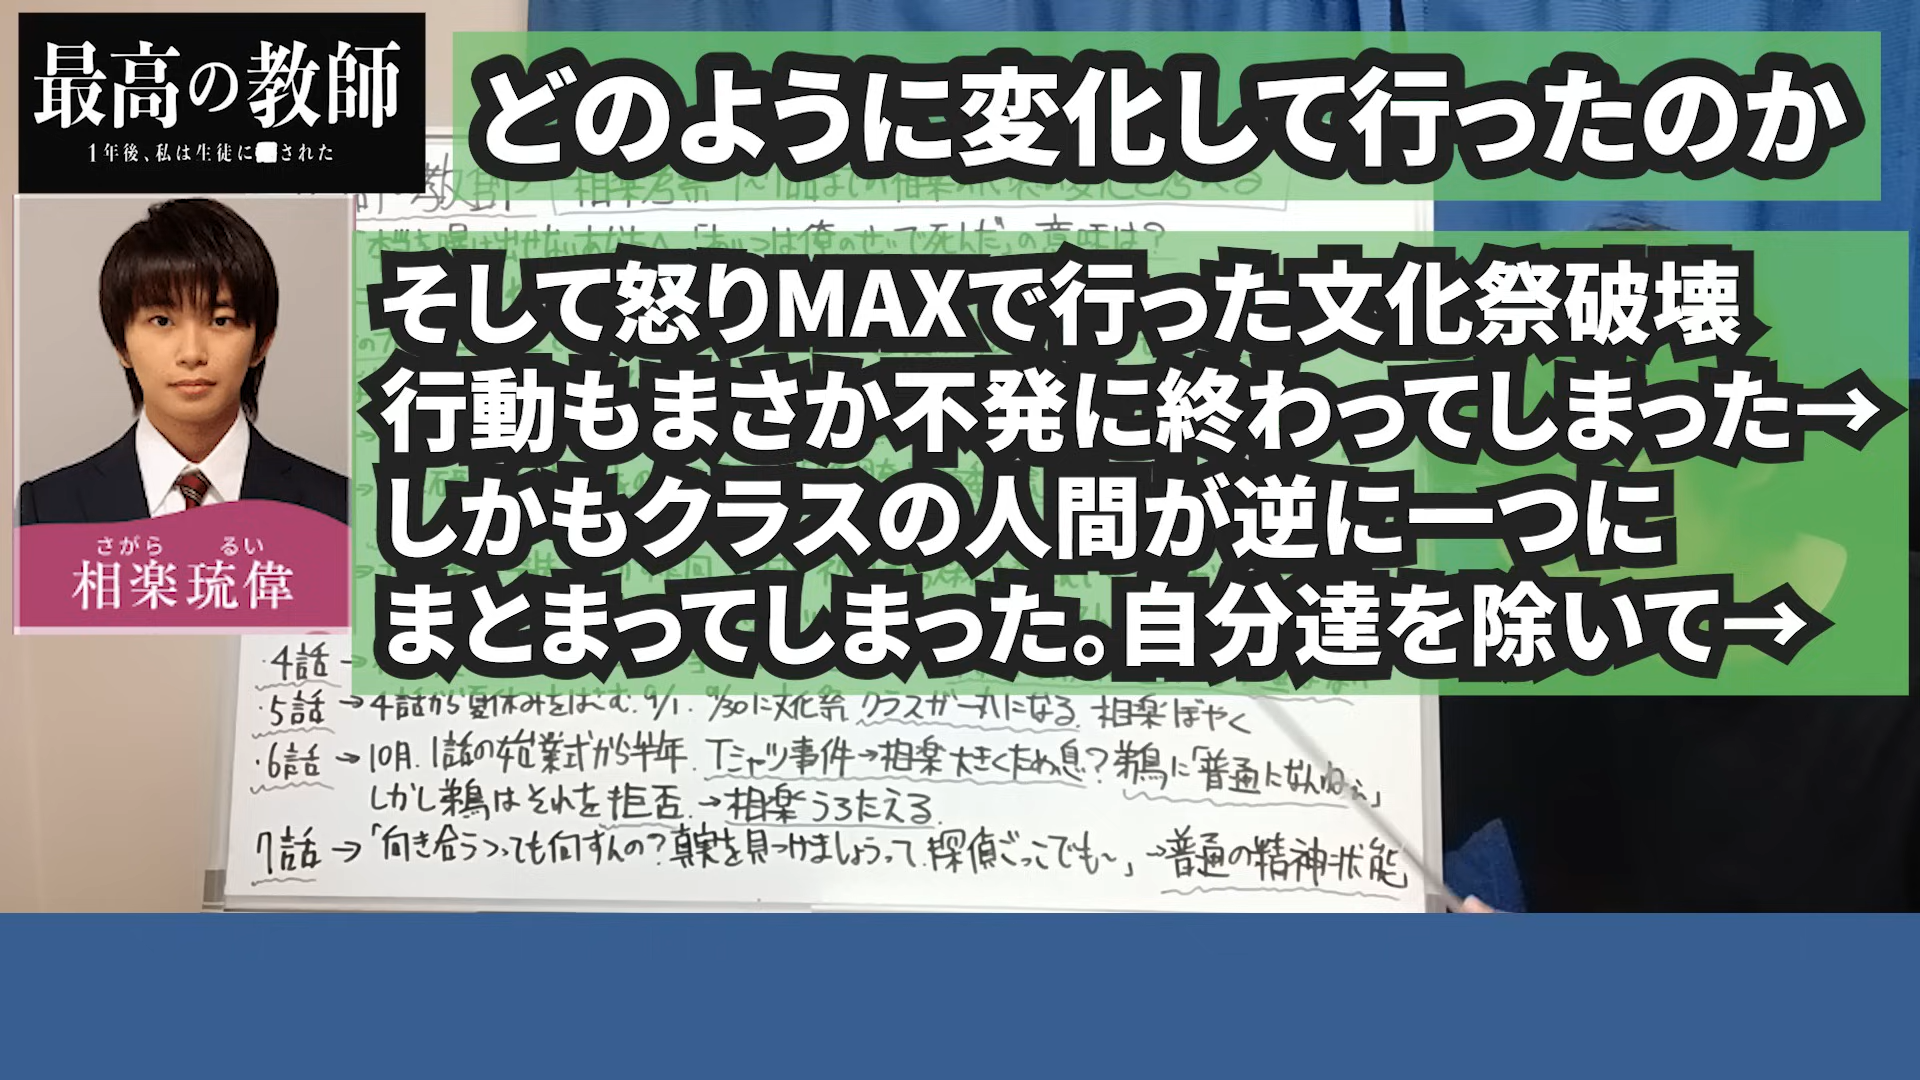 最高の教師
1年後、私は生徒に■された
どのように変化して行ったのか
そして怒りMAXで行った文化祭破壊
行動もまさか不発に終わってしまった→
しかもクラスの人間が逆に一つに
まとまってしまった。自分達を除いて→
さがら るい
相楽琉偉
・4話→
・5話→4話から夏休みをはさむ.9/1.9/30に文化祭 クラスが一丸になる.相楽ぼやく
・6話→10月.1話の始業式から半年.Tシャツ事件→相楽大きくため息?鵜に「普通になんねぇ」
しかし鵜はそれを拒否.→相楽うろたえる.
7話→「向き合うっても何すんの?真実を見つけましょうって.探偵ごっこでも〜」→普通の精神状態